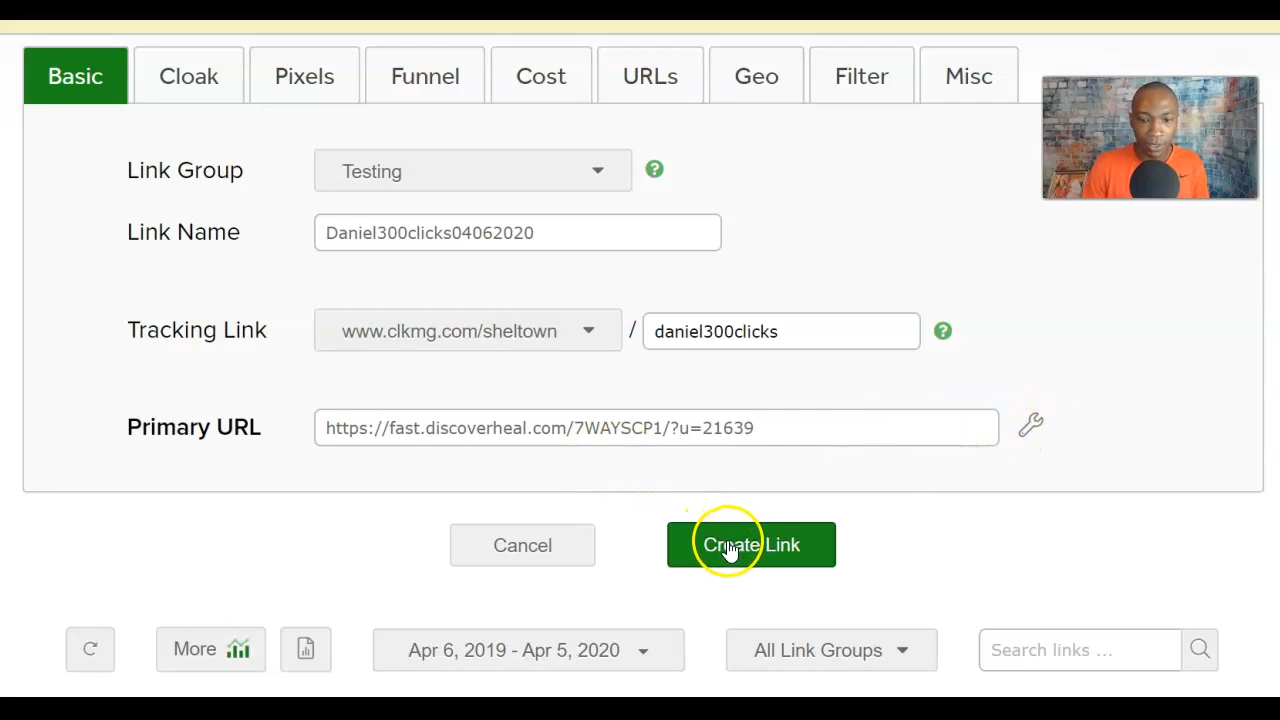 Basic Cloak Pixels Funnel Cost URLs Geo Filter Misc
Link Group Testing ?
Link Name Daniel300clicks04062020
Tracking Link www.clkmg.com/sheltown / daniel300clicks ?
Primary URL https://fast.discoverheal.com/7WAYSCP1/?u=21639
Cancel Create Link
More Apr 6, 2019 - Apr 5, 2020 All Link Groups Search links ...